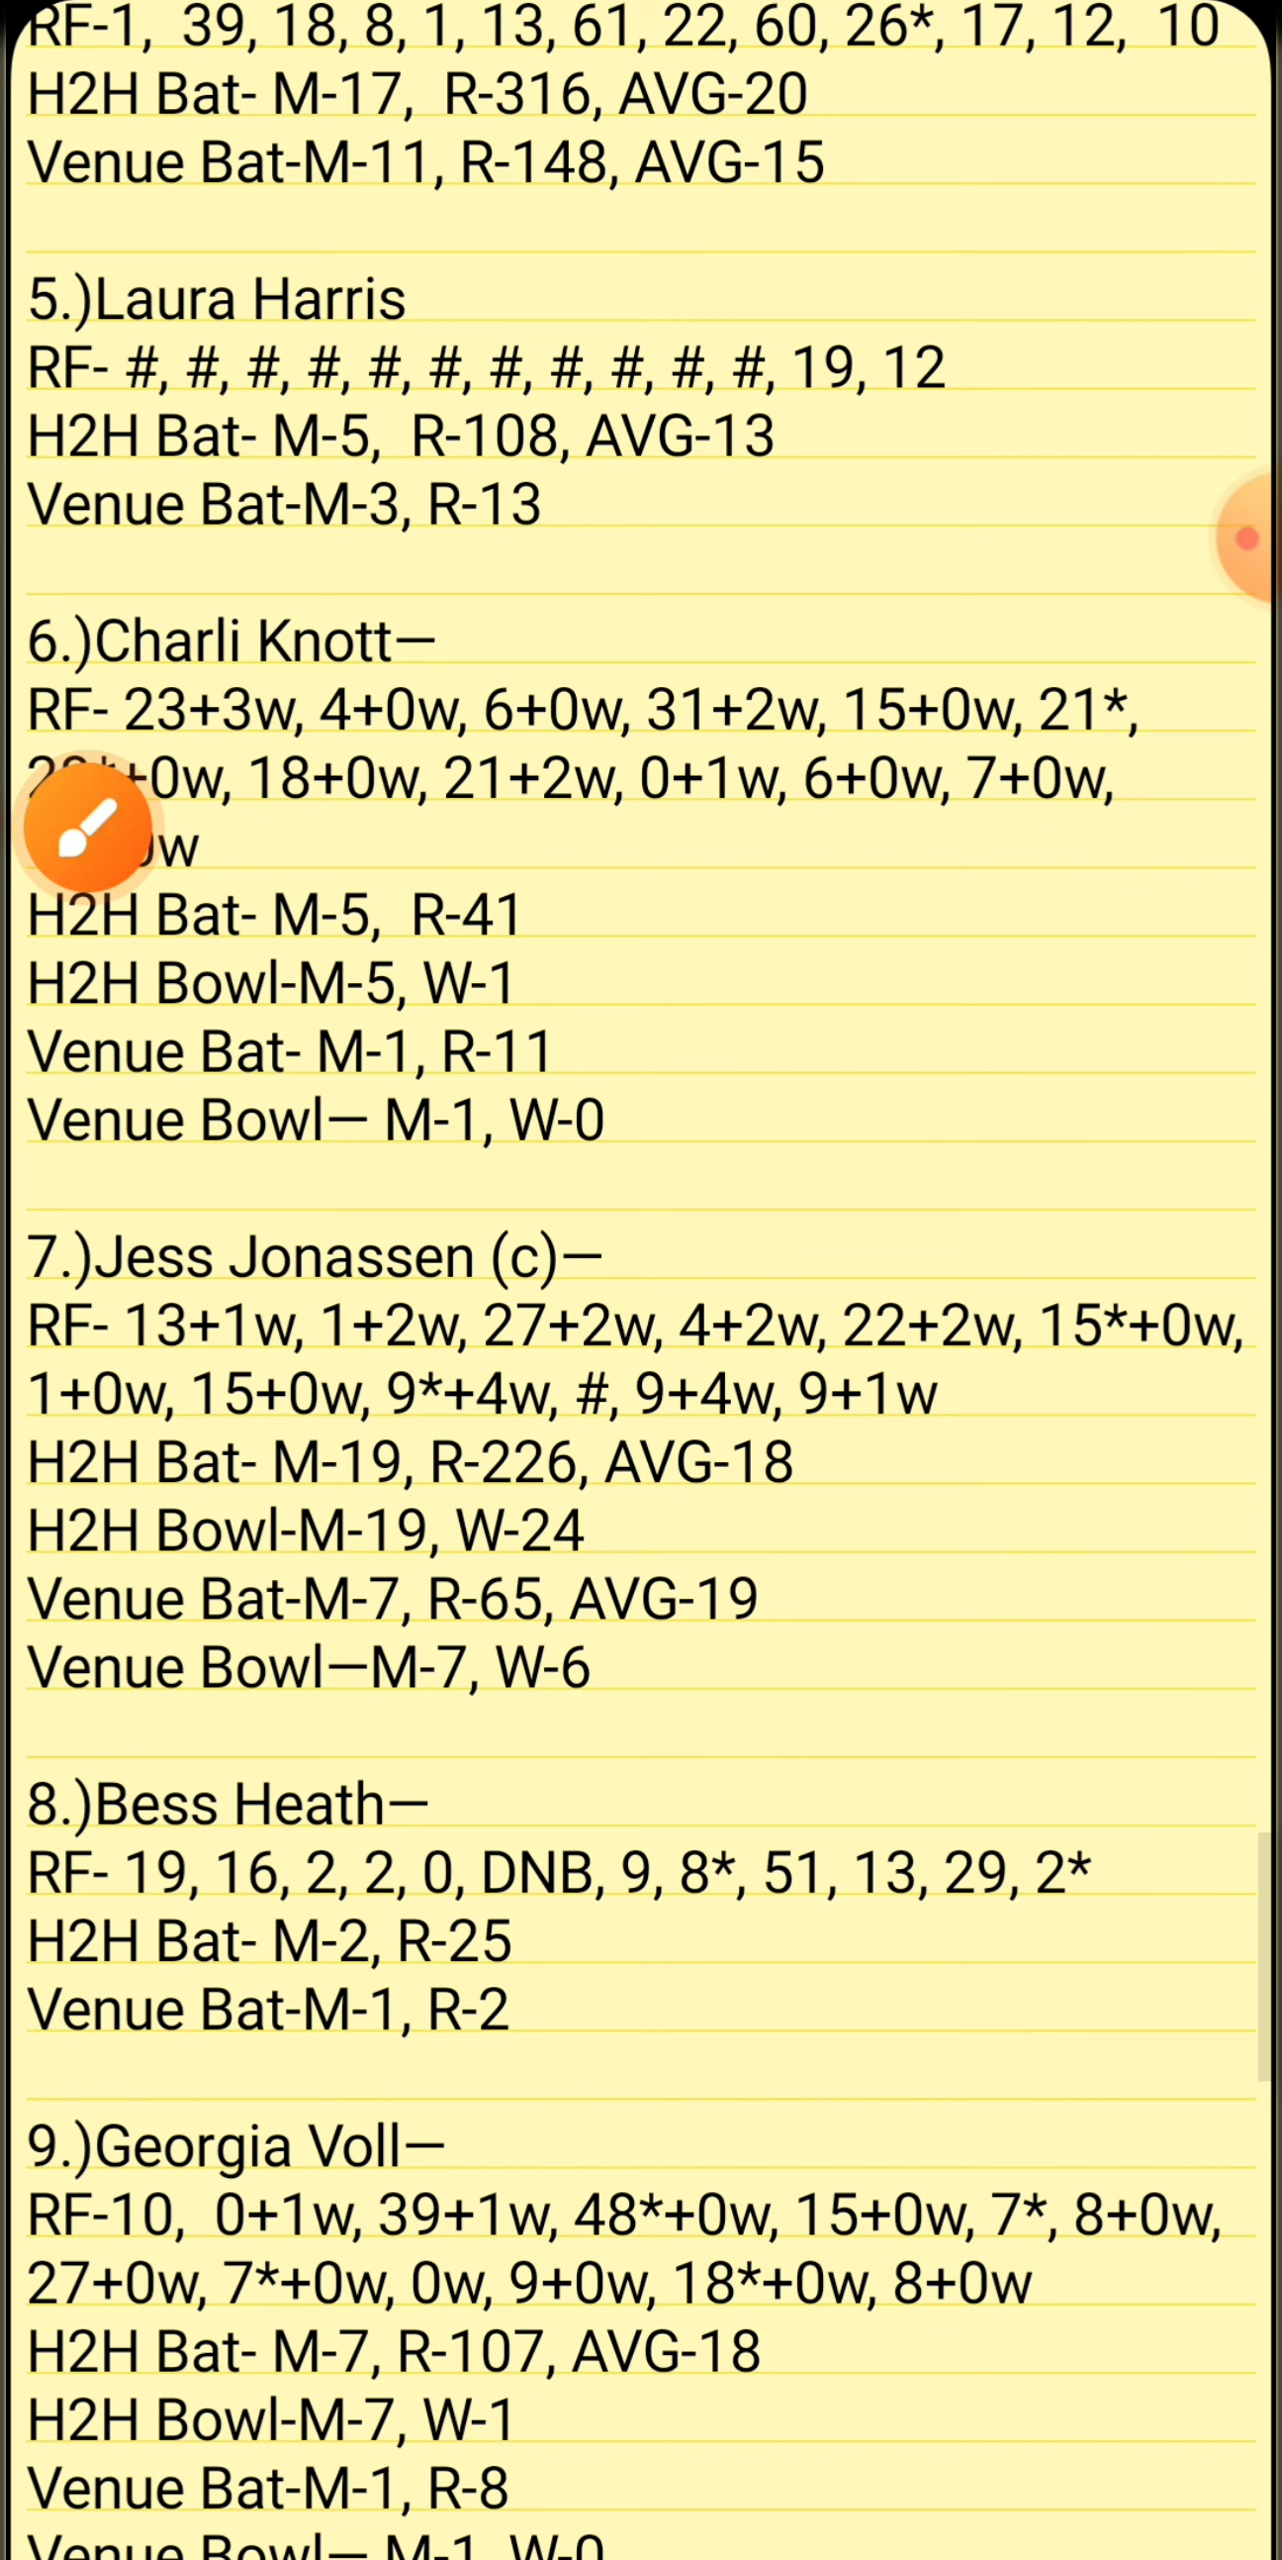 RF-1, 39, 18, 8, 1, 13, 61, 22, 60, 26*, 17, 12, 10
H2H Bat- M-17, R-316, AVG-20
Venue Bat-M-11, R-148, AVG-15
5.)Laura Harris
RF- #, #, #, #, #, #, #, #, #, #, #, 19, 12
H2H Bat- M-5, R-108, AVG-13
Venue Bat-M-3, R-13
6.)Charli Knott—
RF- 23+3w, 4+0w, 6+0w, 31+2w, 15+0w, 21*,
+0w, 18+0w, 21+2w, 0+1w, 6+0w, 7+0w,
H2H Bat- M-5, R-41
H2H Bowl-M-5, W-1
Venue Bat- M-1, R-11
Venue Bowl— M-1, W-0
7.)Jess Jonassen (c)—
RF- 13+1w, 1+2w, 27+2w, 4+2w, 22+2w, 15*+0w,
1+0w, 15+0w, 9*+4w, #, 9+4w, 9+1w
H2H Bat- M-19, R-226, AVG-18
H2H Bowl-M-19, W-24
Venue Bat-M-7, R-65, AVG-19
Venue Bowl—M-7, W-6
8.)Bess Heath—
RF- 19, 16, 2, 2, 0, DNB, 9, 8*, 51, 13, 29, 2*
H2H Bat- M-2, R-25
Venue Bat-M-1, R-2
9.)Georgia Voll—
RF-10, 0+1w, 39+1w, 48*+0w, 15+0w, 7*, 8+0w,
27+0w, 7*+0w, 0w, 9+0w, 18*+0w, 8+0w
H2H Bat- M-7, R-107, AVG-18
H2H Bowl-M-7, W-1
Venue Bat-M-1, R-8
Venue Bowl— M-1, W-0